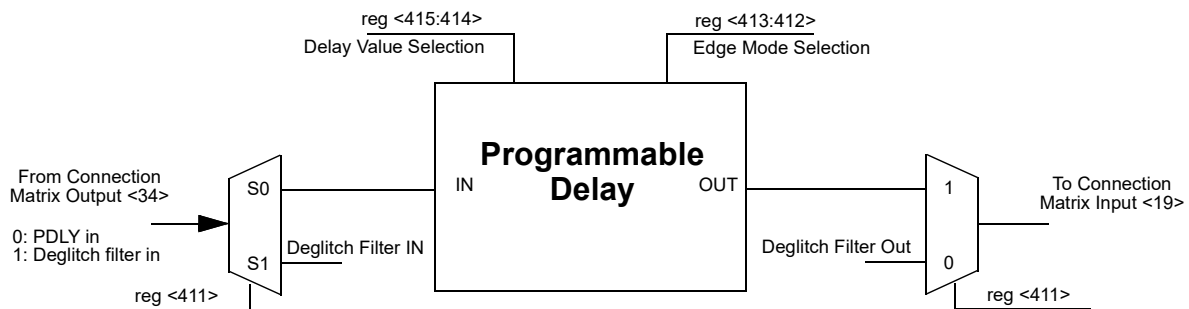 reg <415:414>
Delay Value Selection
reg <413:412>
Edge Mode Selection
Programmable
Delay
IN
OUT
From Connection
Matrix Output <34>
0: PDLY in
1: Deglitch filter in
S0
S1
Deglitch Filter IN
reg <411>
Deglitch Filter Out
1
0
To Connection
Matrix Input <19>
reg <411>